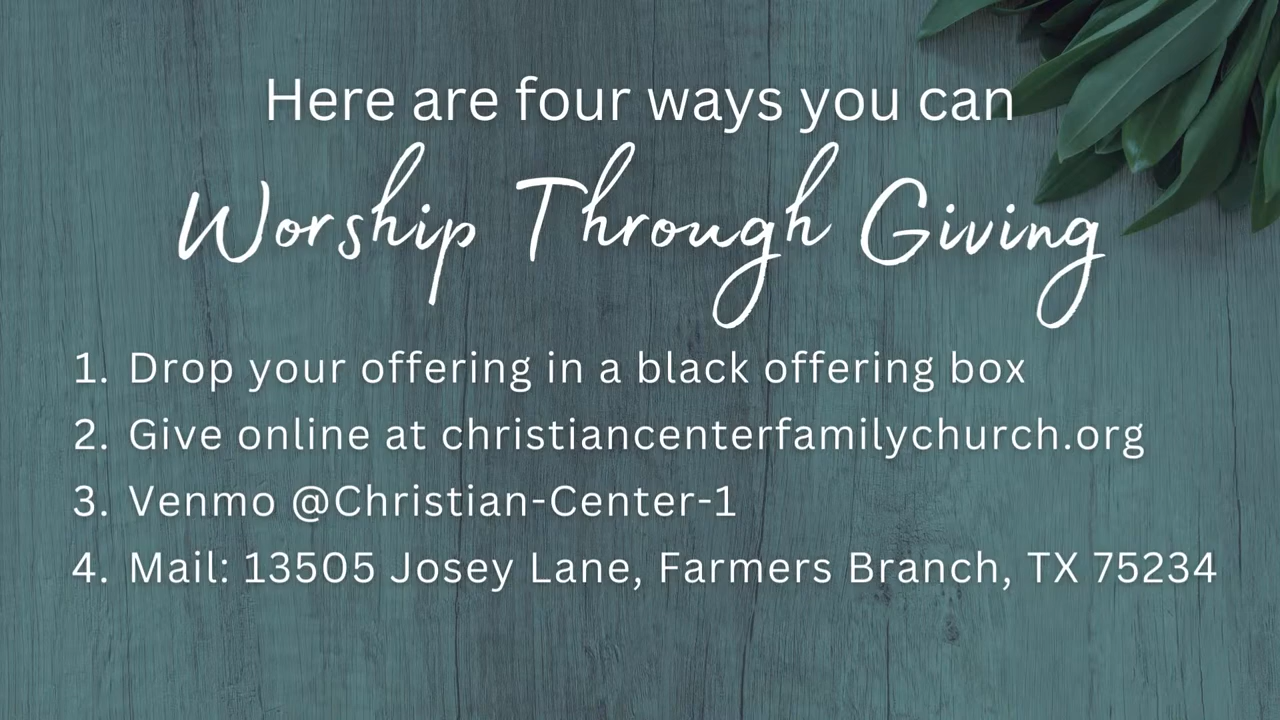 Here are four ways you can
Worship Through Giving
1. Drop your offering in a black offering box
2. Give online at christiancenterfamilychurch.org
3. Venmo @Christian-Center-1
4. Mail: 13505 Josey Lane, Farmers Branch, TX 75234